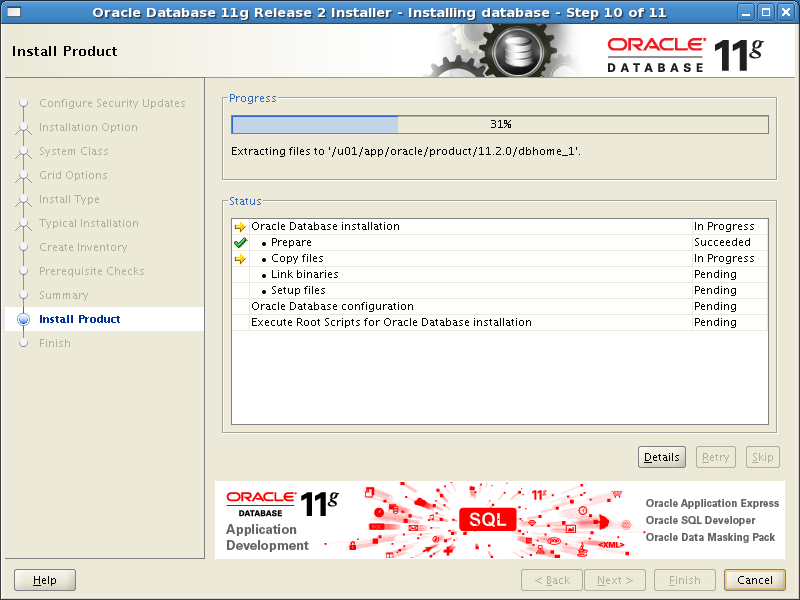 Oracle Database 11g Release 2 Installer - Installing database - Step 10 of 11
Install Product
ORACLE
DATABASE 11g
Configure Security Updates
Installation Option
System Class
Grid Options
Install Type
Typical Installation
Create Inventory
Prerequisite Checks
Summary
Install Product
Finish
Progress
31%
Extracting files to '/u01/app/oracle/product/11.2.0/dbhome_1'.
Status
Oracle Database installation In Progress
• Prepare Succeeded
• Copy files In Progress
• Link binaries Pending
• Setup files Pending
Oracle Database configuration Pending
Execute Root Scripts for Oracle Database installation Pending
Details Retry Skip
ORACLE
DATABASE 11g
Application
Development
11g
SQL
<XML>
Oracle Application Express
Oracle SQL Developer
Oracle Data Masking Pack
Help < Back Next > Finish Cancel